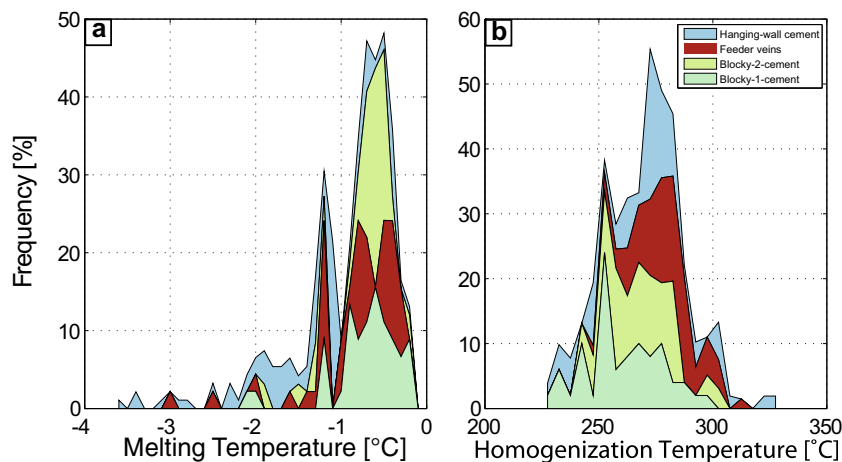 a
Frequency [%]
50
40
30
20
10
0
-4
-3
-2
-1
0
Melting Temperature [°C]
b
Hanging-wall cement
Feeder veins
Blocky-2-cement
Blocky-1-cement
60
50
40
30
20
10
0
200
250
300
350
Homogenization Temperature [˚C]